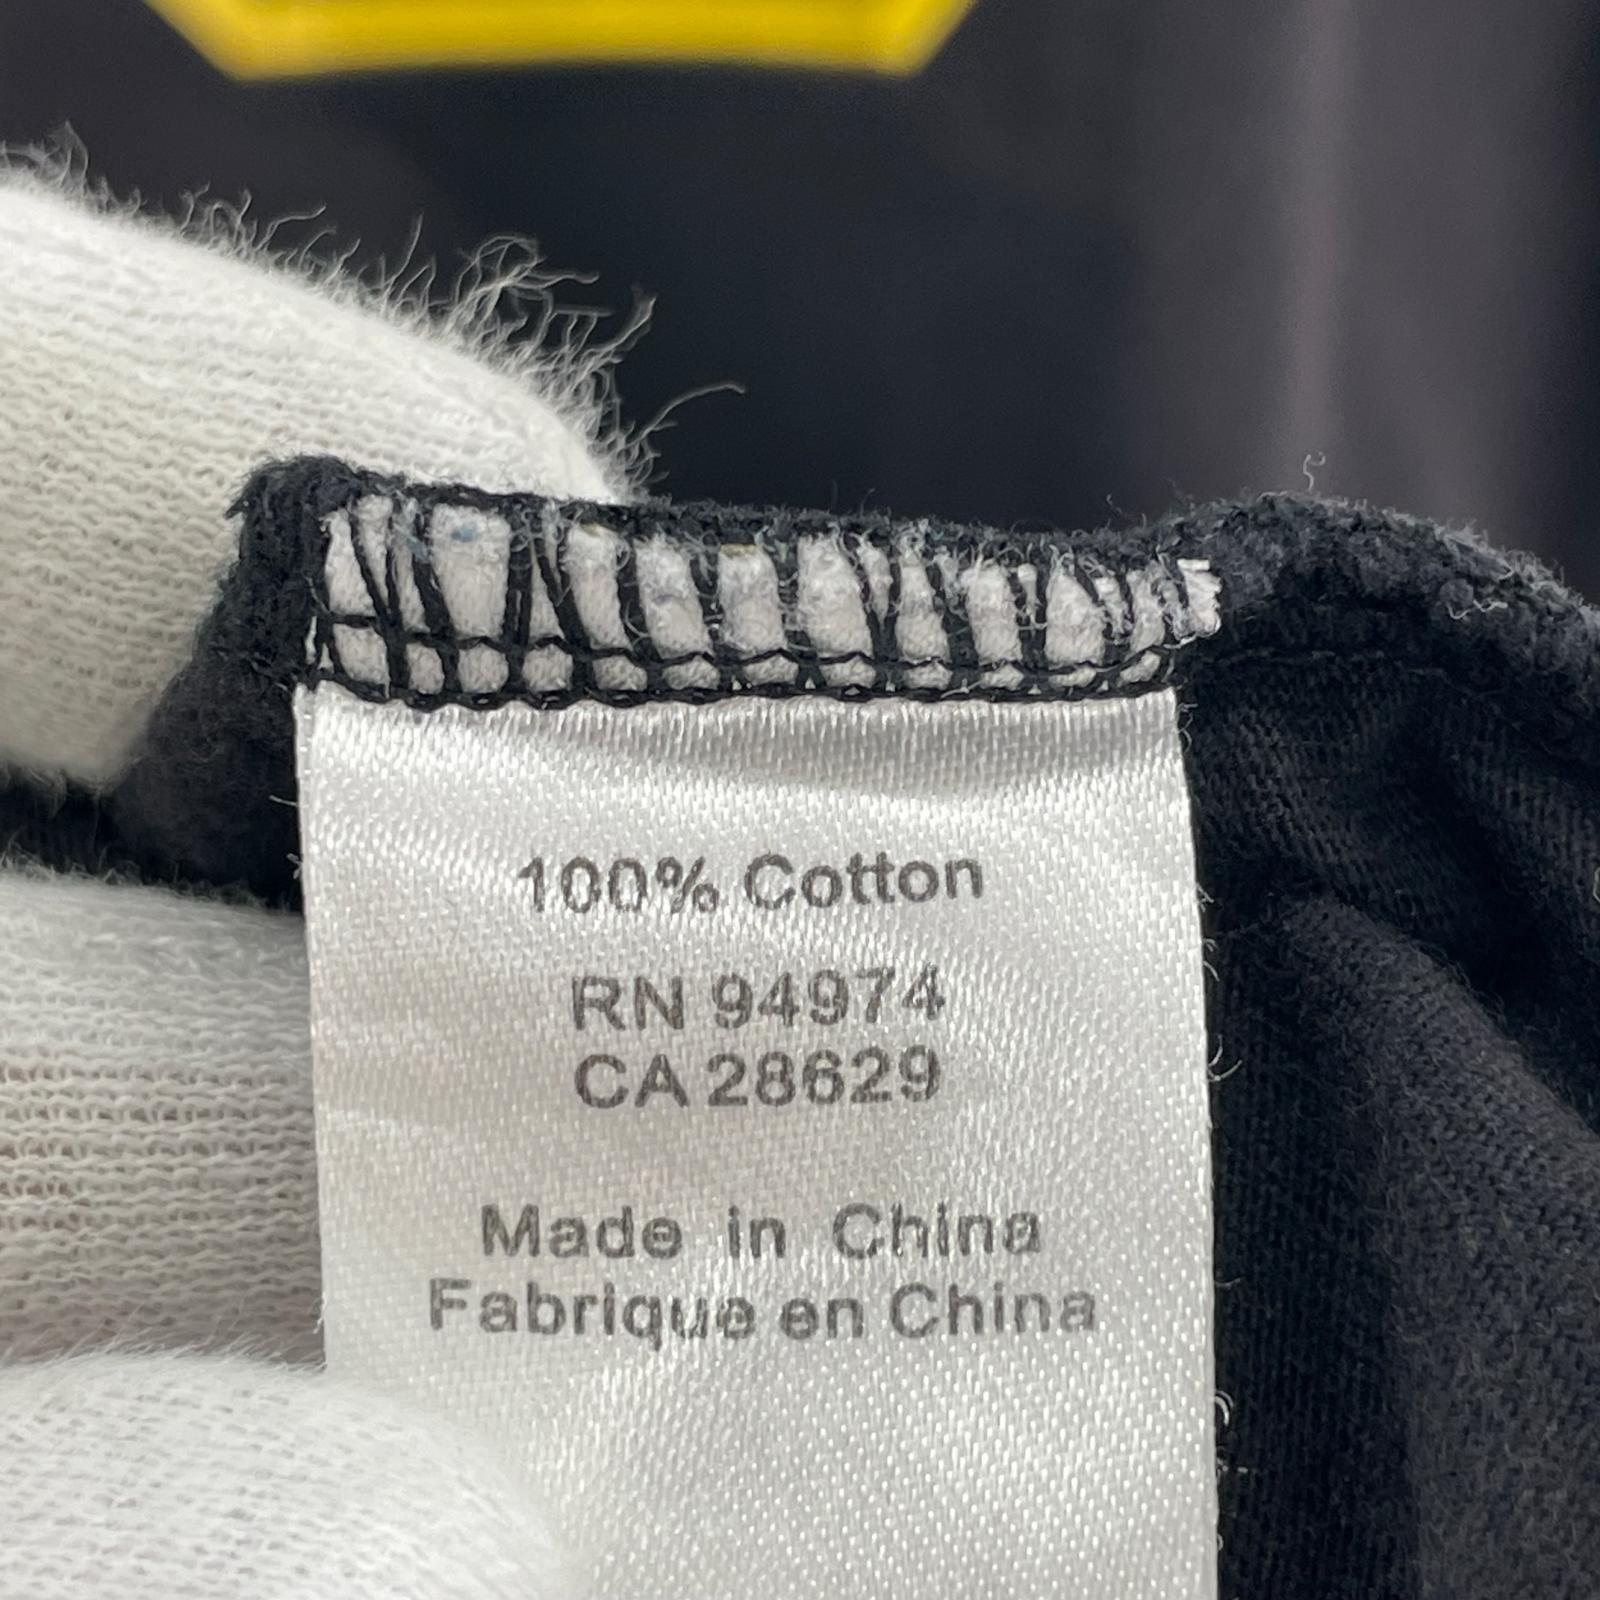 100% Cotton
RN 94974
CA 28629
Made in China
Fabrique en China